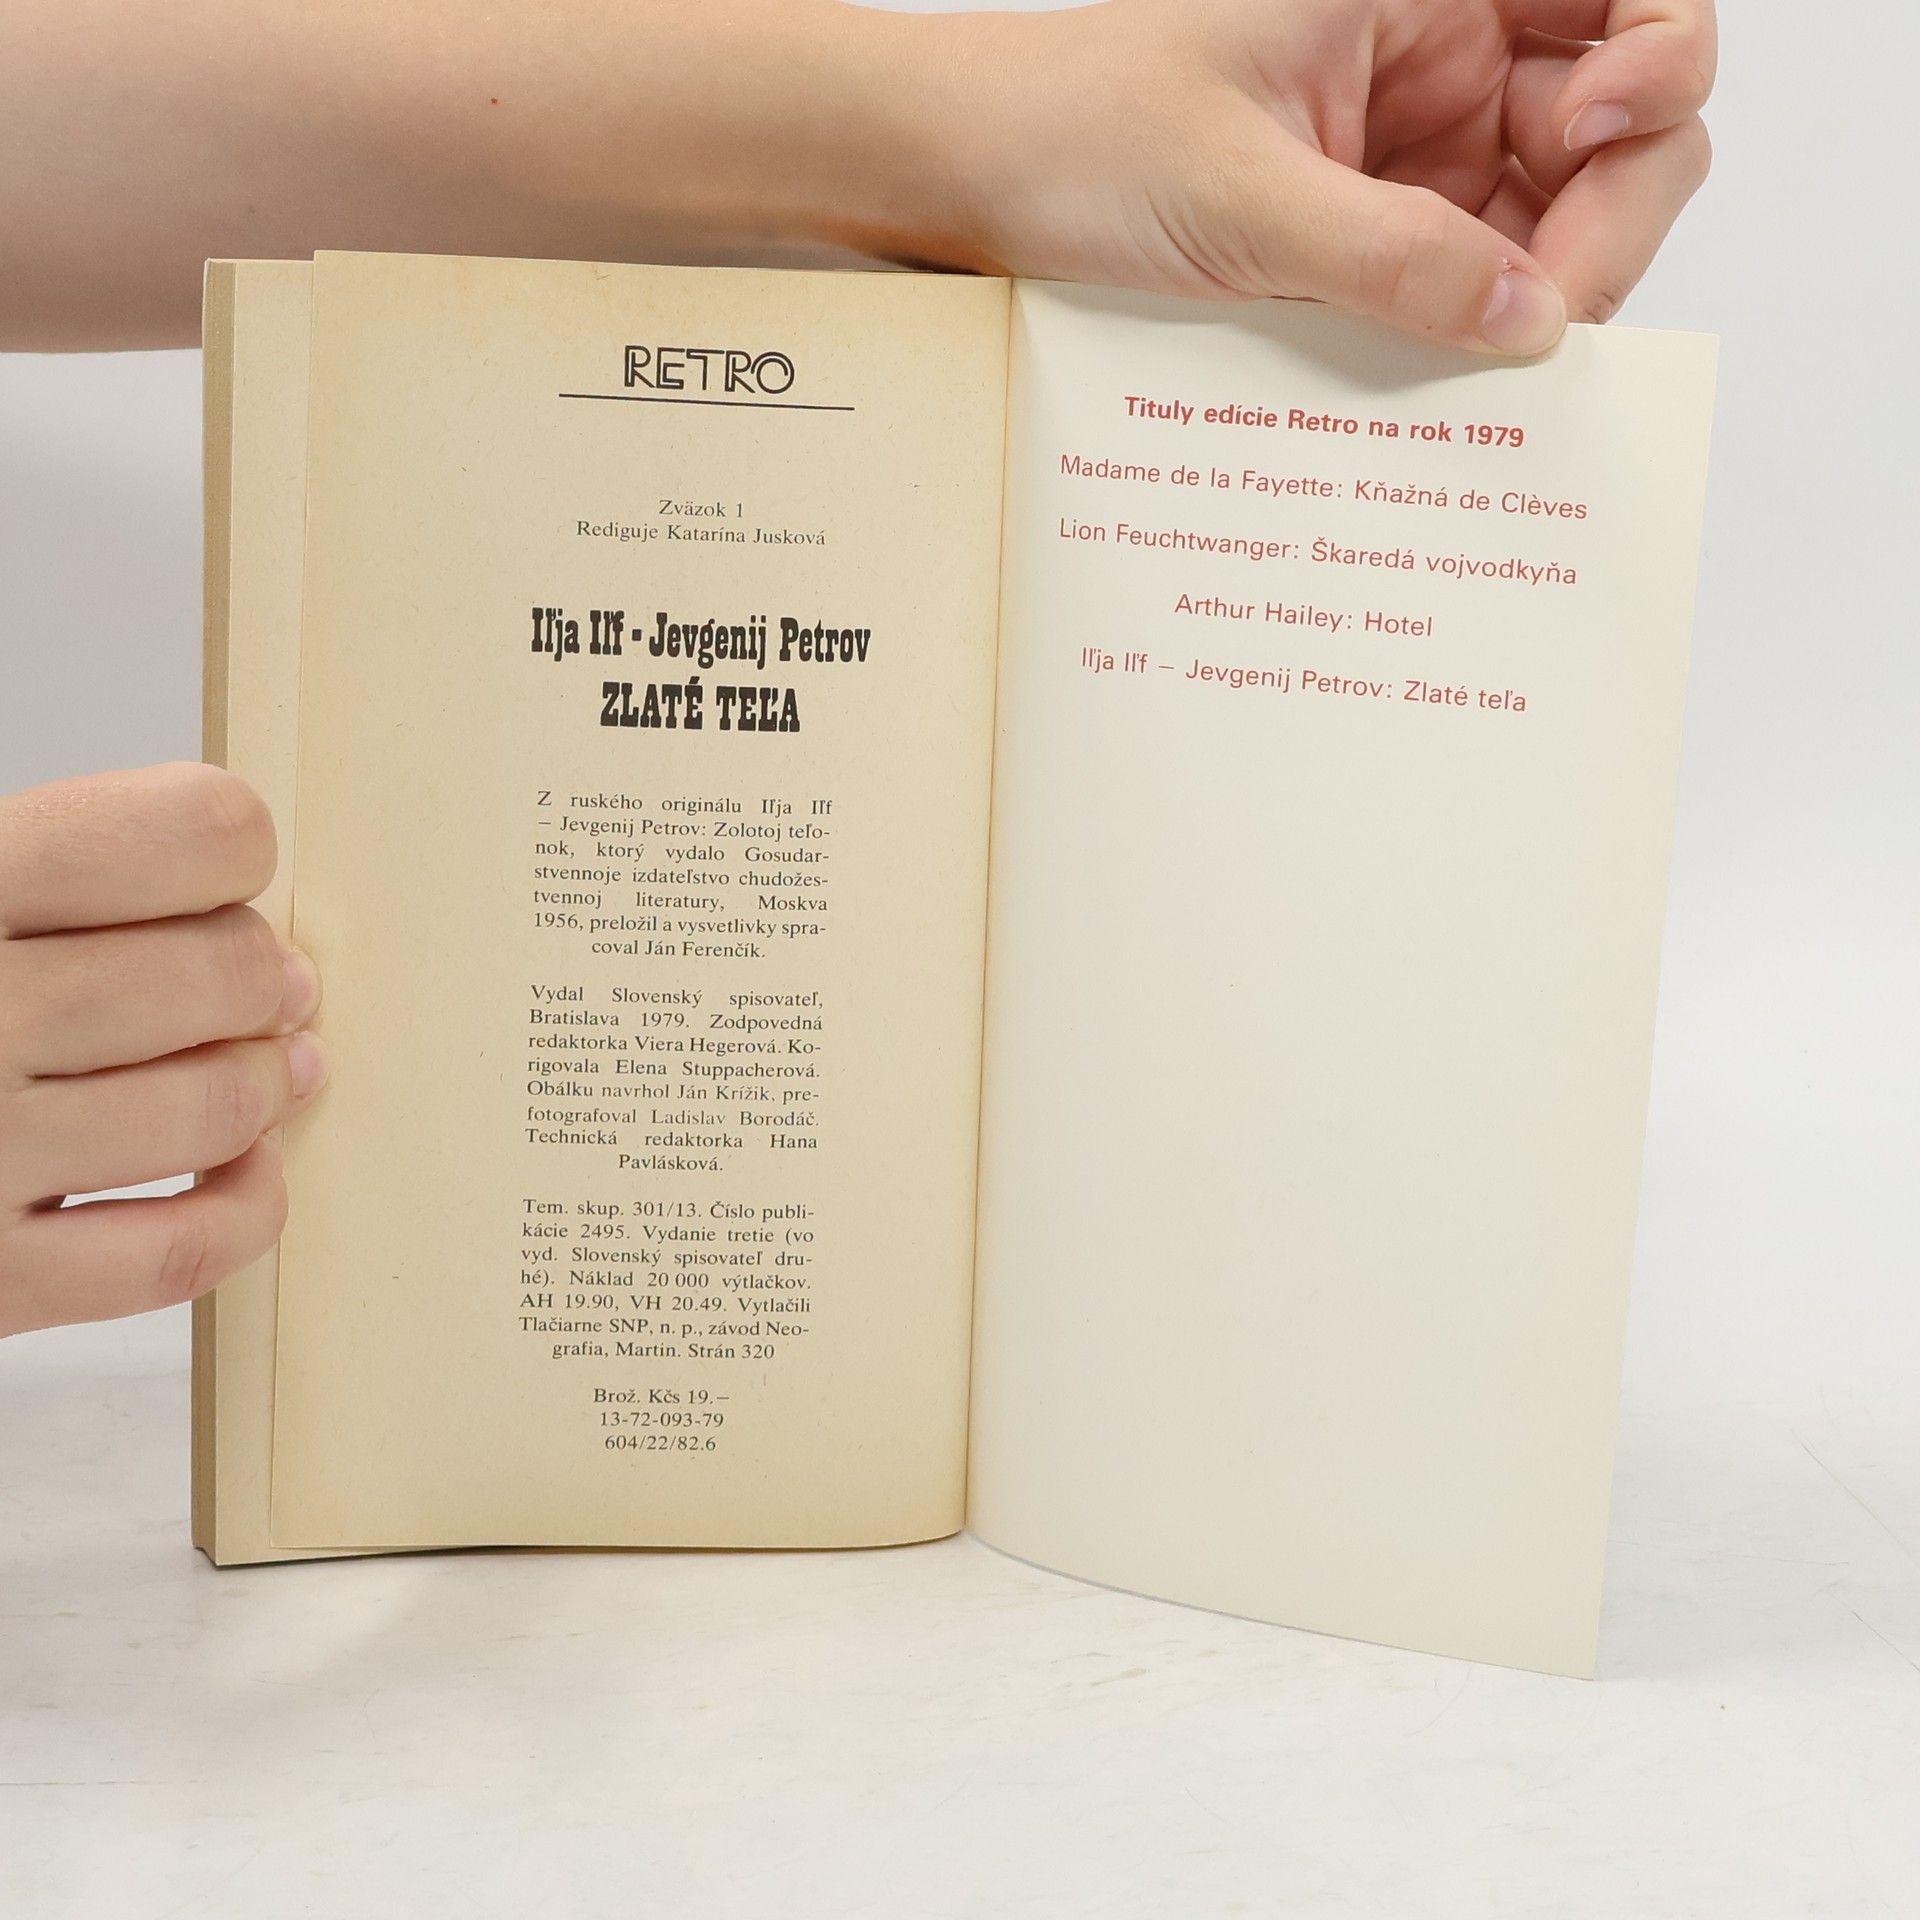 RETRO
Zväzok 1
Rediguje Katarína Jusková
Iľja Iľf - Jevgenij Petrov
ZLATÉ TEĽA
Z ruského originálu Iľja Iľf
– Jevgenij Petrov: Zolotoj teľo-
nok, ktorý vydalo Gosudar-
stvennoje izdateľstvo chudožes-
tvennoj literatury, Moskva
1956, preložil a vysvetlivky spra-
coval Ján Ferenčík.
Vydal Slovenský spisovateľ,
Bratislava 1979. Zodpovedná
redaktorka Viera Hegerová. Ko-
rigovala Elena Stuppacherová.
Obálku navrhol Ján Krížik, pre-
fotografoval Ladislav Borodáč.
Technická redaktorka Hana
Pavlásková.
Tem. skup. 301/13. Číslo publi-
kácie 2495. Vydanie tretie (vo
vyd. Slovenský spisovateľ dru-
hé). Náklad 20 000 výtlačkov.
AH 19.90, VH 20.49. Vytlačili
Tlačiarne SNP, n. p., závod Neo-
grafia, Martin. Strán 320
Brož. Kčs 19.–
13-72-093-79
604/22/82.6
Tituly edície Retro na rok 1979
Madame de la Fayette: Kňažná de Clèves
Lion Feuchtwanger: Škaredá vojvodkyňa
Arthur Hailey: Hotel
Iľja Iľf – Jevgenij Petrov: Zlaté teľa